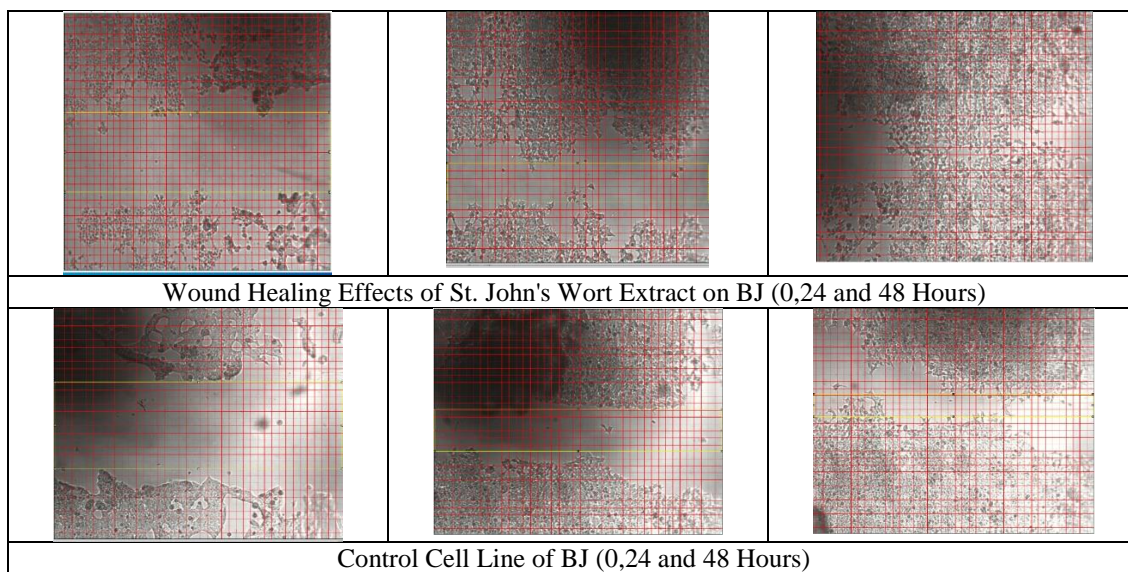 Wound Healing Effects of St. John's Wort Extract on BJ (0,24 and 48 Hours)
Control Cell Line of BJ (0,24 and 48 Hours)